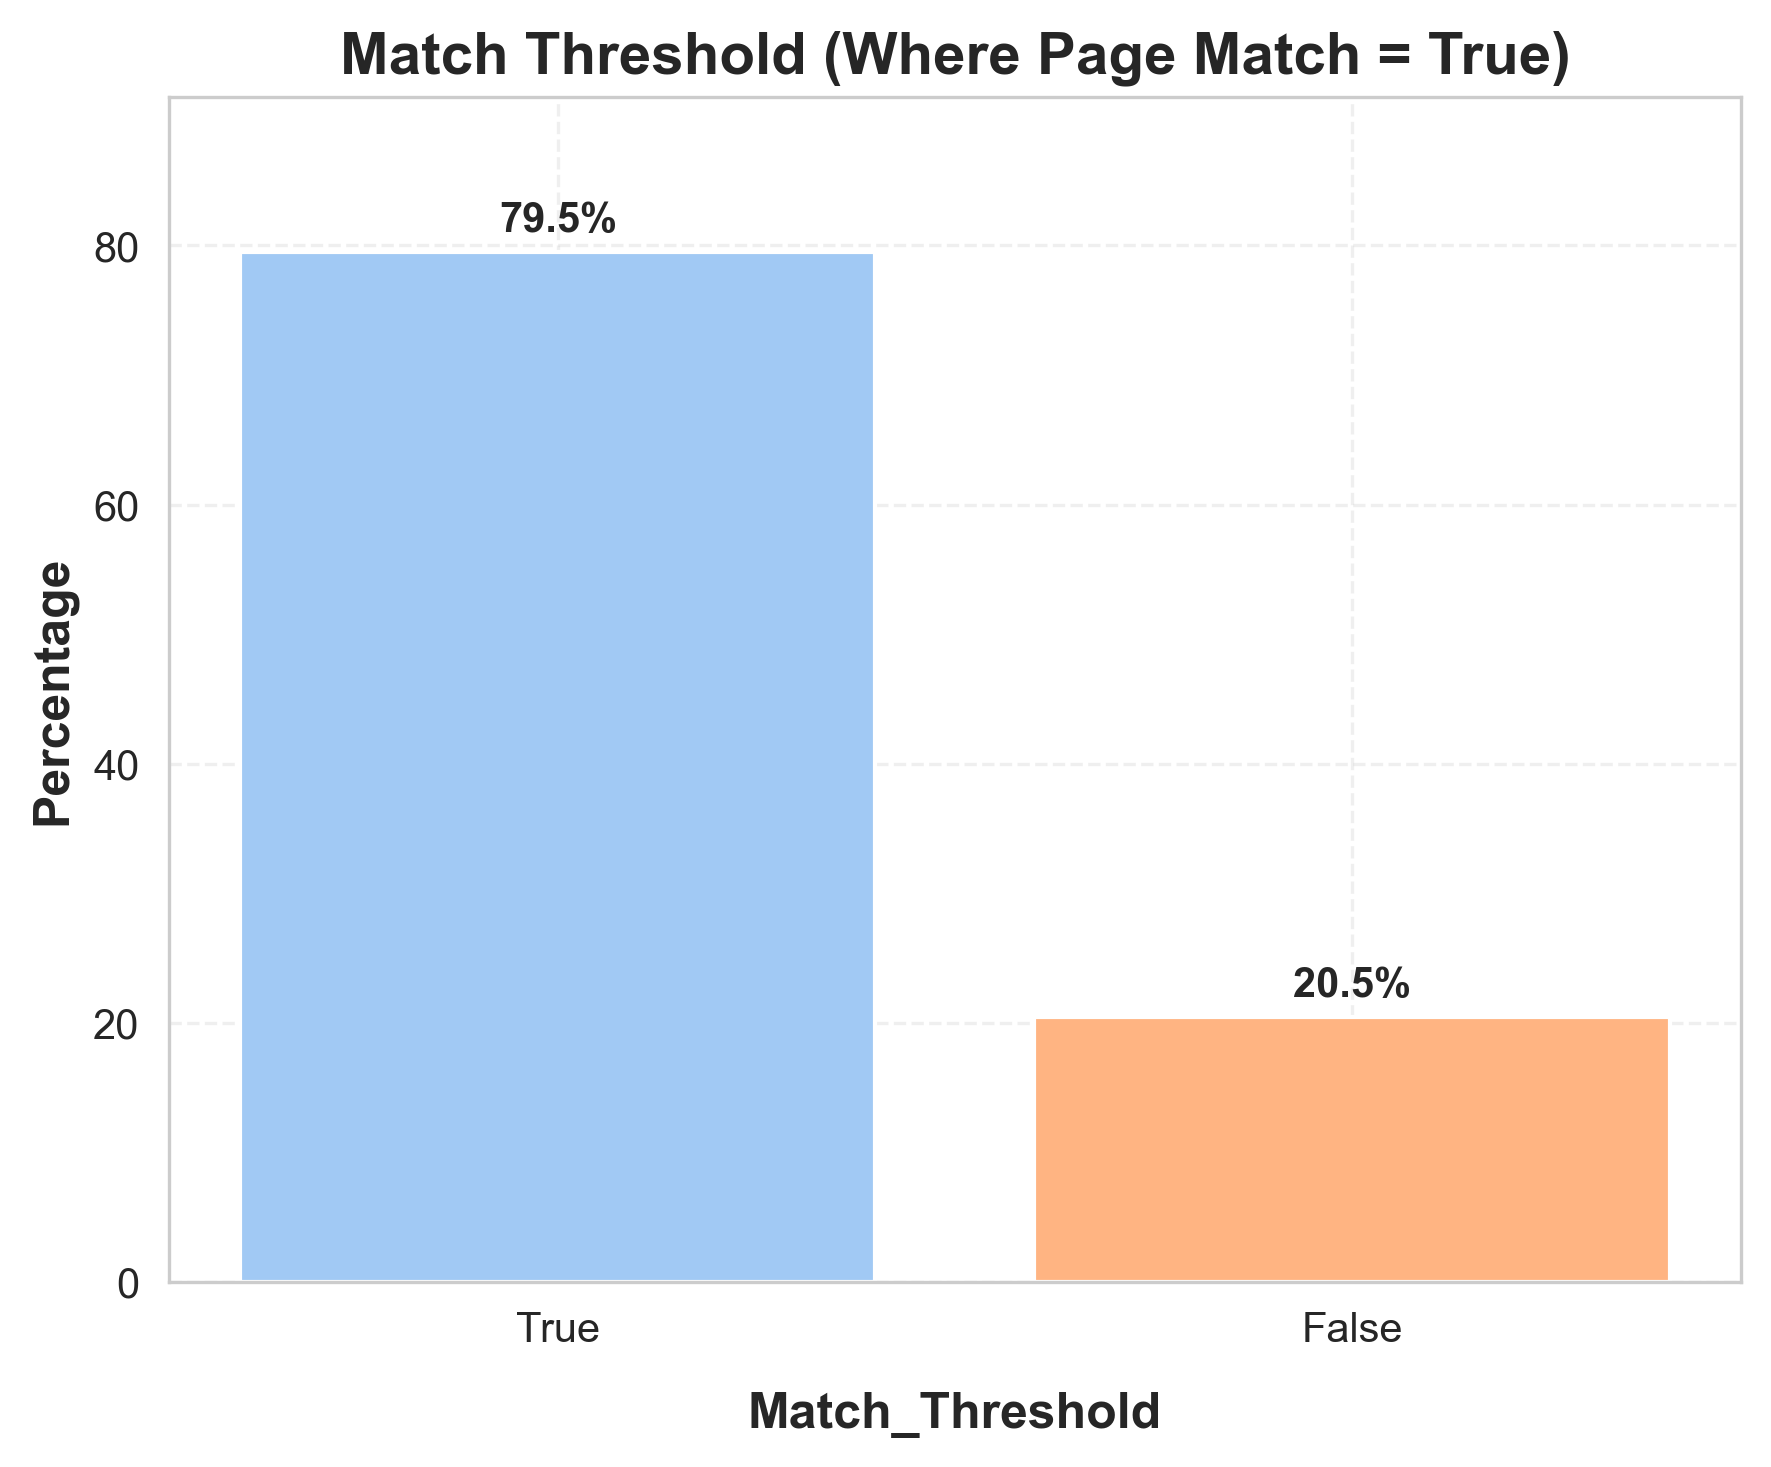 Match Threshold (Where Page Match = True)
79.5%
80
60
40
20.5%
20
0
Percentage
True
False
Match_Threshold